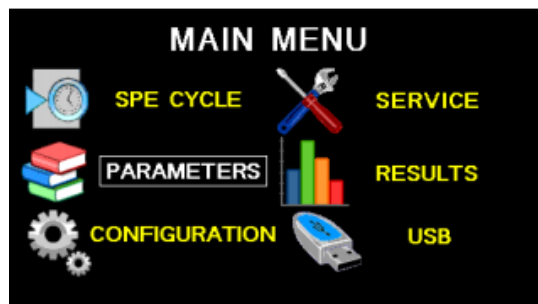 MAIN MENU
SPE CYCLE
SERVICE
PARAMETERS
RESULTS
CONFIGURATION
USB